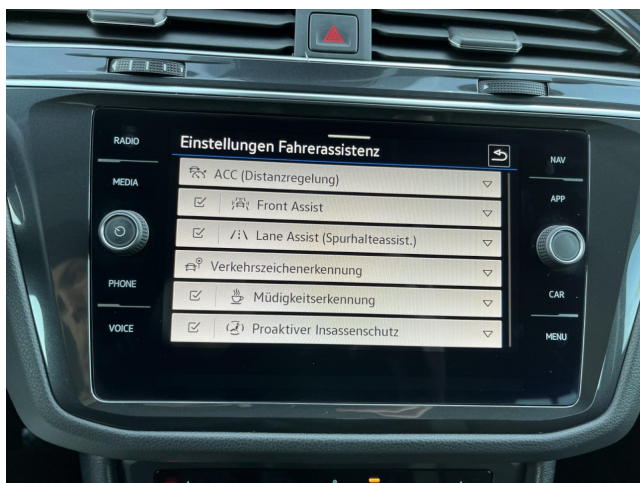 RADIO
MEDIA
PHONE
VOICE
Einstellungen Fahrerassistenz
ACC (Distanzregelung)
Front Assist
Lane Assist (Spurhalteassist.)
Verkehrszeichenerkennung
Müdigkeitserkennung
Proaktiver Insassenschutz
NAV
APP
CAR
MENU